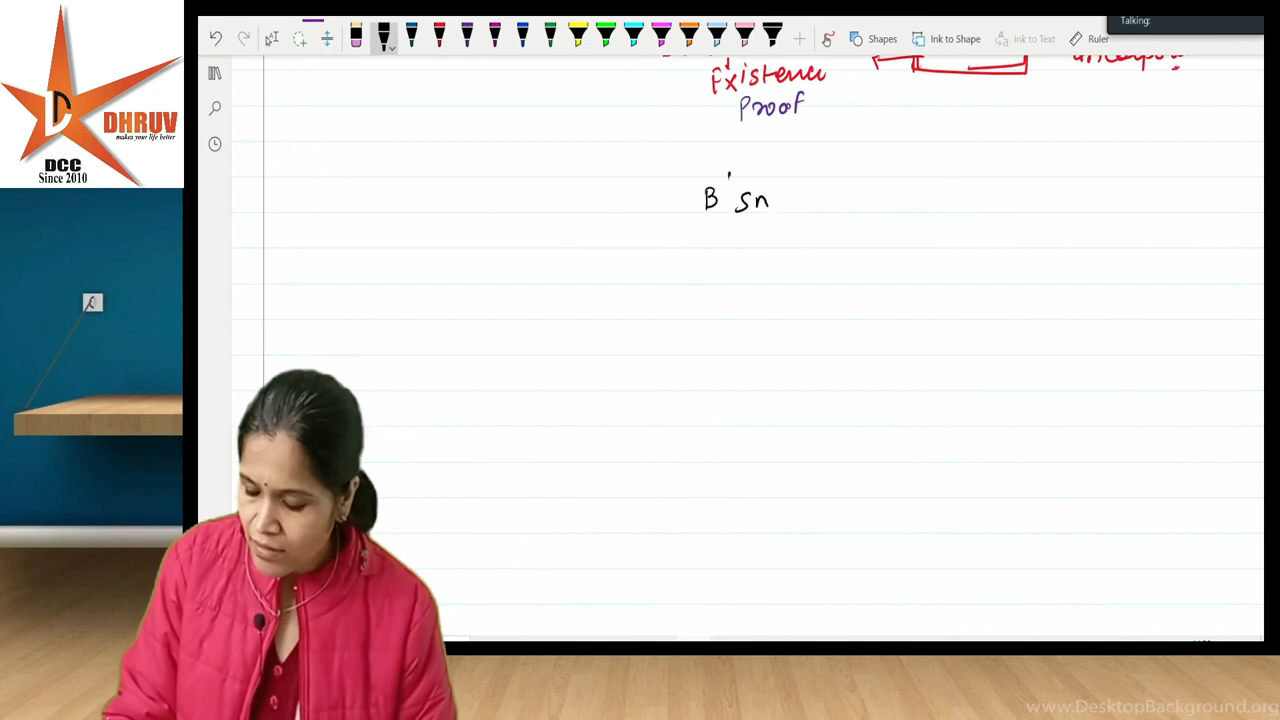 Talking:
Shapes
Ink to Shape
Ink to Text
Ruler
Existence
Proof
B' Sn
D
DHRUV
makes your life better
DCC
Since 2010
www.DesktopBackground.org